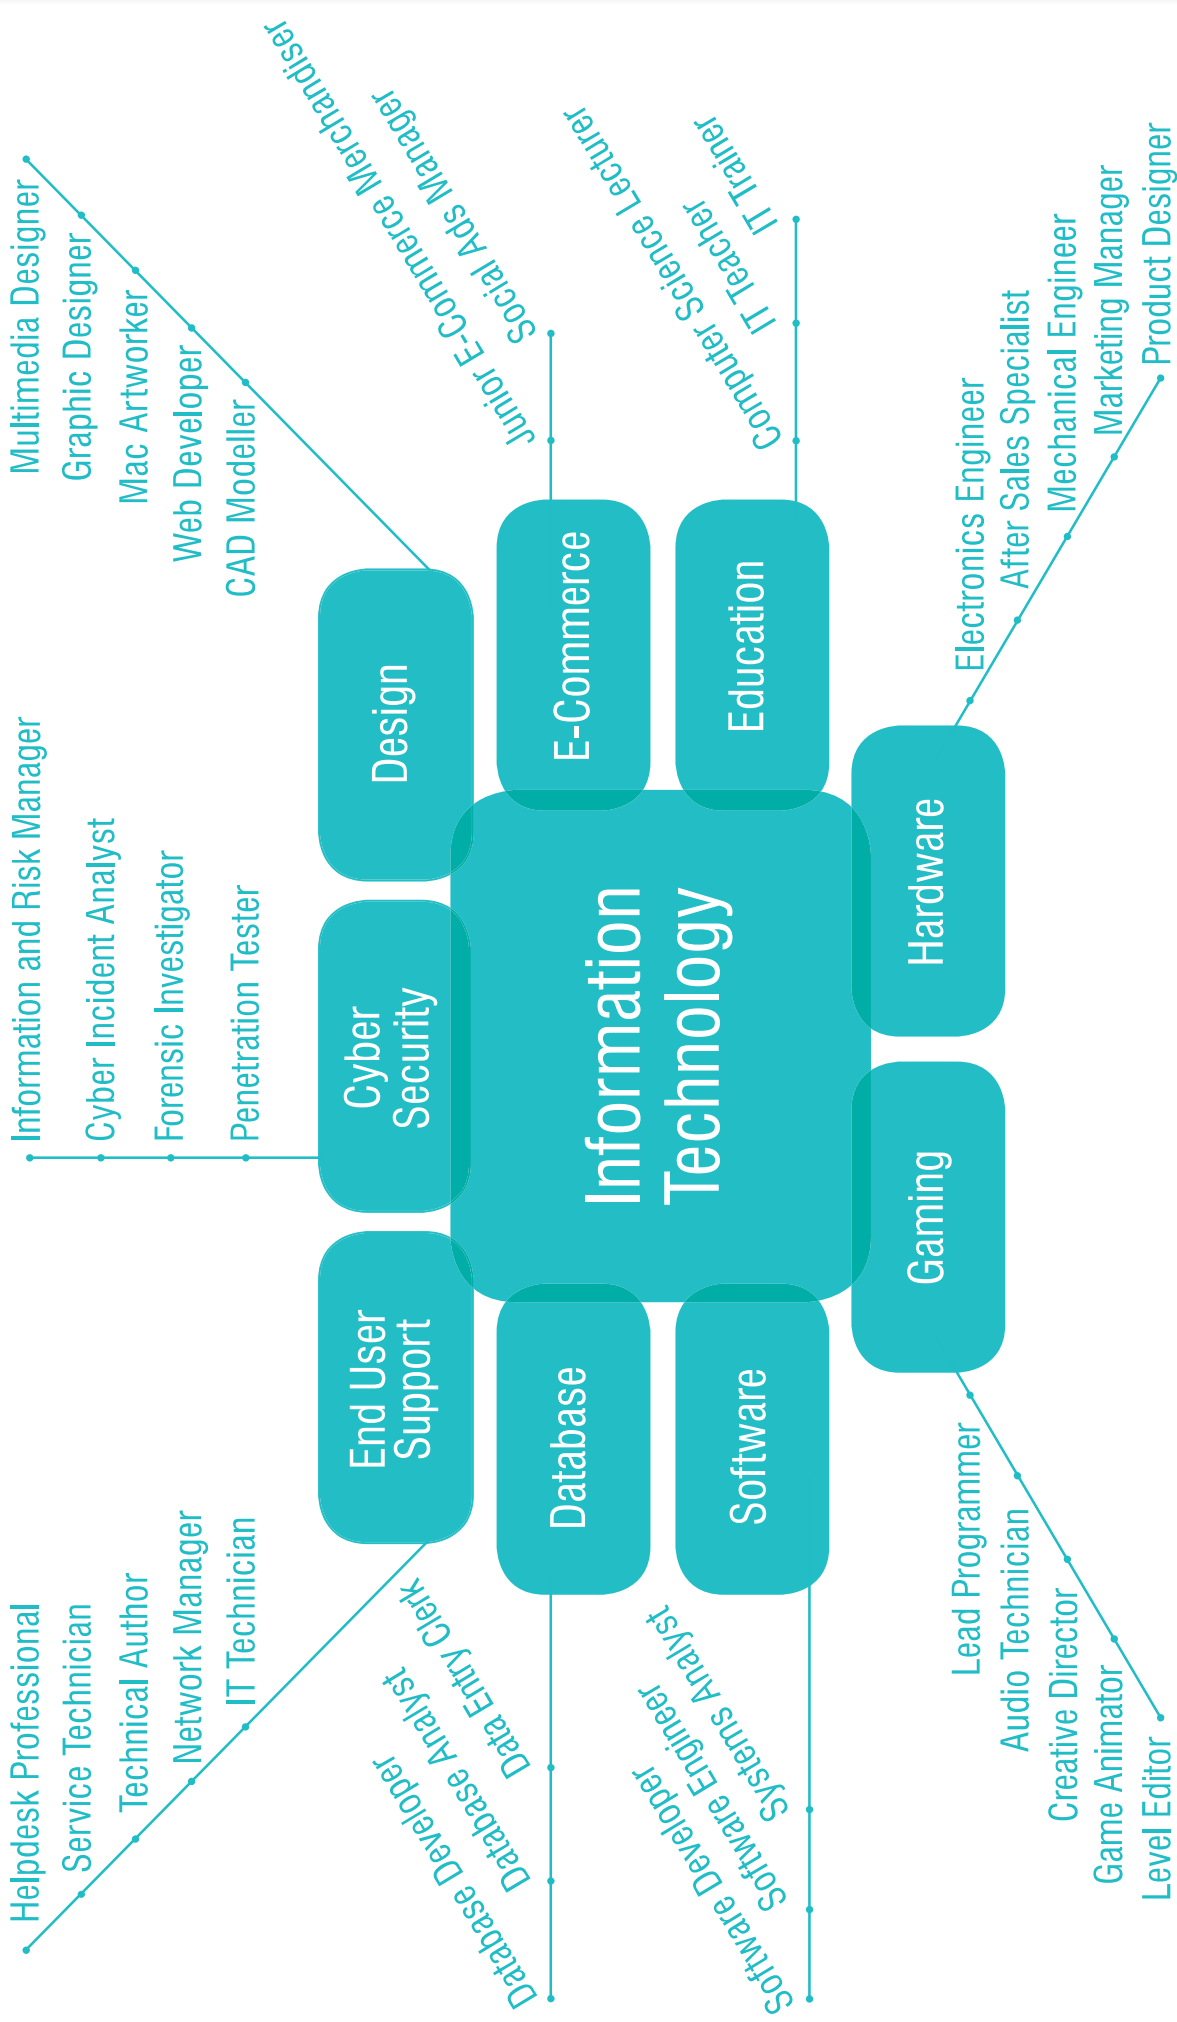 Information
Technology
End User
Support
Helpdesk Professional
Service Technician
Technical Author
Network Manager
IT Technician
Cyber
Security
Information and Risk Manager
Cyber Incident Analyst
Forensic Investigator
Penetration Tester
Design
Multimedia Designer
Graphic Designer
Mac Artworker
Web Developer
CAD Modeller
E-Commerce
Junior E-Commerce Merchandiser
Social Ads Manager
Education
Computer Science Lecturer
IT Teacher
IT Trainer
Hardware
Electronics Engineer
After Sales Specialist
Mechanical Engineer
Marketing Manager
Product Designer
Gaming
Lead Programmer
Audio Technician
Creative Director
Game Animator
Level Editor
Software
Software Developer
Software Engineer
Systems Analyst
Database
Database Developer
Database Analyst
Data Entry Clerk